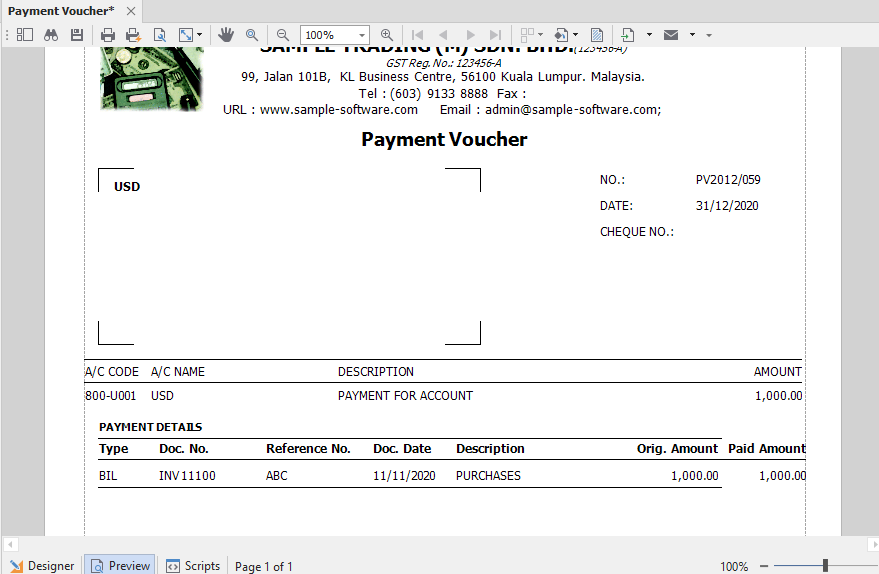 Payment Voucher*
100%
SAMPLE TRADING (M) SDN. BHD.(123456-A)
GST Reg. No.: 123456-A
99, Jalan 101B, KL Business Centre, 56100 Kuala Lumpur. Malaysia.
Tel : (603) 9133 8888 Fax :
URL : www.sample-software.com Email : admin@sample-software.com;
Payment Voucher
USD
NO.: PV2012/059
DATE: 31/12/2020
CHEQUE NO.:
A/C CODE A/C NAME DESCRIPTION AMOUNT
800-U001 USD PAYMENT FOR ACCOUNT 1,000.00
PAYMENT DETAILS
Type Doc. No. Reference No. Doc. Date Description Orig. Amount Paid Amount
BIL INV11100 ABC 11/11/2020 PURCHASES 1,000.00 1,000.00
Designer Preview Scripts Page 1 of 1 100%